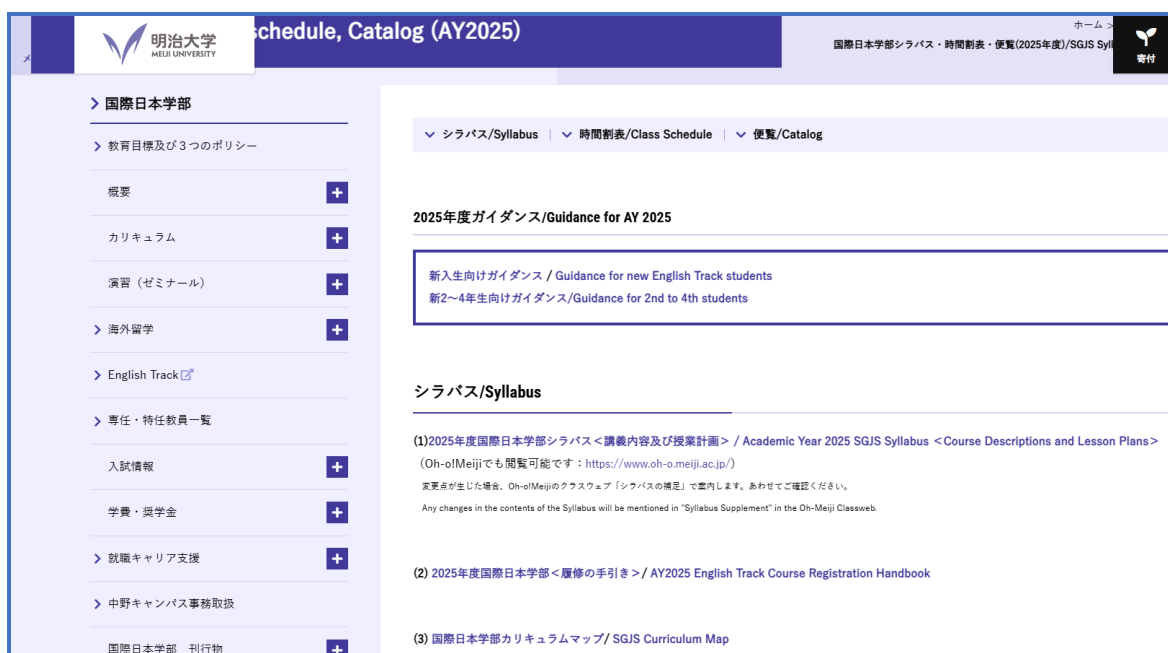 明治大学
MEIJI UNIVERSITY
chedule, Catalog (AY2025)
ホーム >
国際日本学部シラバス・時間割表・便覧(2025年度)/SGJS Syll
寄付
メ
国際日本学部
教育目標及び３つのポリシー
概要
カリキュラム
演習（ゼミナール）
海外留学
English Track
専任・特任教員一覧
入試情報
学費・奨学金
就職キャリア支援
中野キャンパス事務取扱
国際日本学部 刊行物
シラバス/Syllabus 時間割表/Class Schedule 便覧/Catalog
2025年度ガイダンス/Guidance for AY 2025
新入生向けガイダンス / Guidance for new English Track students
新2～4年生向けガイダンス/Guidance for 2nd to 4th students
シラバス/Syllabus
(1)2025年度国際日本学部シラバス＜講義内容及び授業計画＞ / Academic Year 2025 SGJS Syllabus ＜Course Descriptions and Lesson Plans＞
（Oh-o!Meijiでも閲覧可能です：https://www.oh-o.meiji.ac.jp/）
変更点が生じた場合、Oh-o!Meijiのクラスウェブ「シラバスの補足」で案内します。あわせてご確認ください。
Any changes in the contents of the Syllabus will be mentioned in "Syllabus Supplement" in the Oh-Meiji Classweb.
(2) 2025年度国際日本学部＜履修の手引き＞/ AY2025 English Track Course Registration Handbook
(3) 国際日本学部カリキュラムマップ/ SGJS Curriculum Map